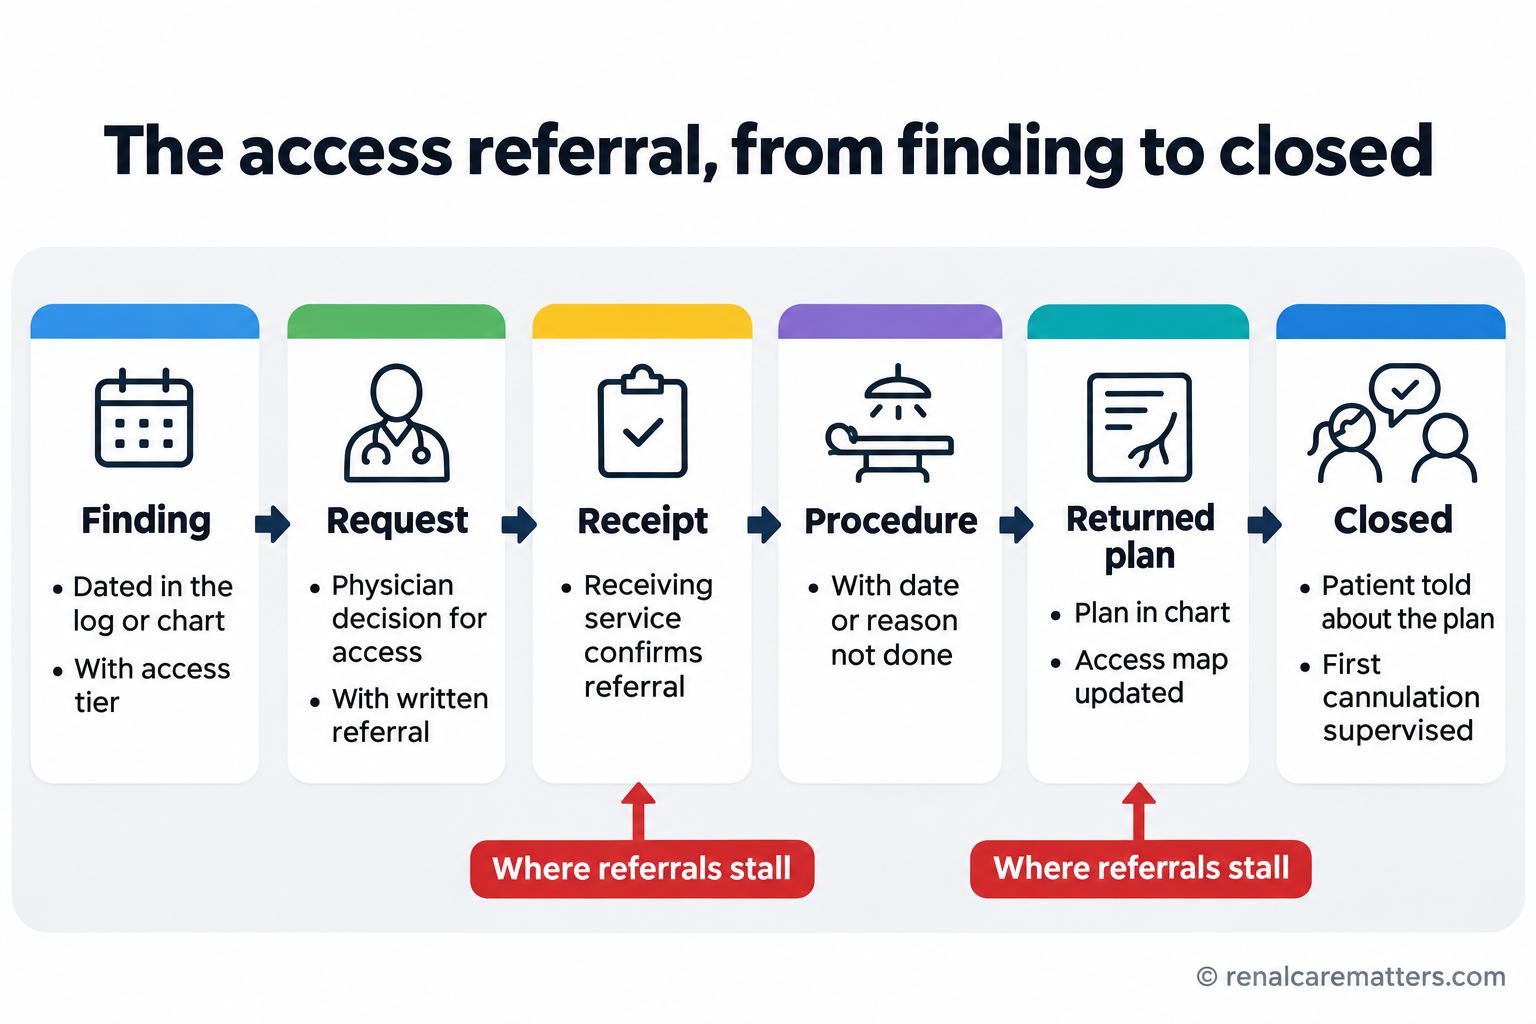 The access referral, from finding to closed
Finding
• Dated in the
log or chart
• With access
tier
Request
• Physician
decision for
access
• With written
referral
Receipt
• Receiving
service
confirms
referral
Procedure
• With date
or reason
not done
Returned
plan
• Plan in chart
• Access map
updated
Closed
• Patient told
about the plan
• First
cannulation
supervised
Where referrals stall
Where referrals stall
© renalcarematters.com